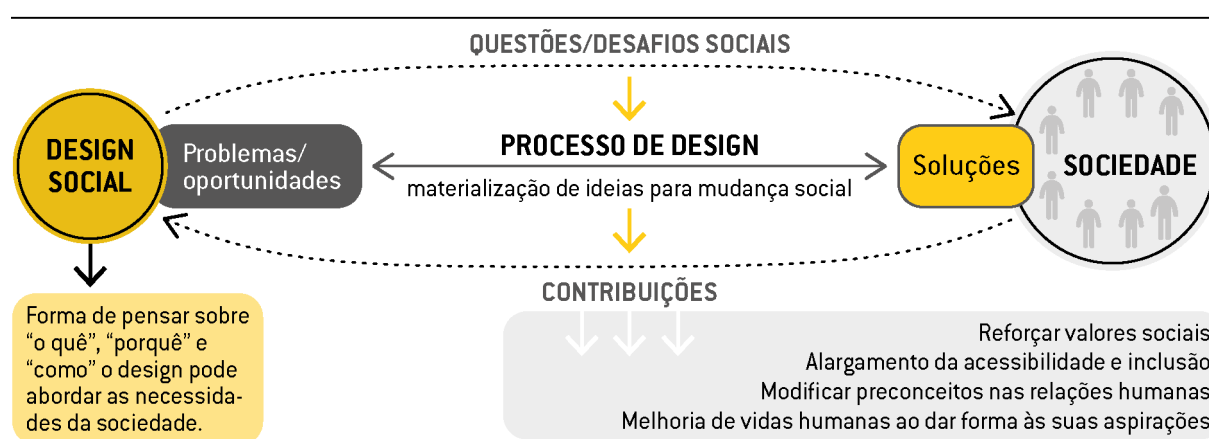 QUESTÕES/DESAFIOS SOCIAIS
DESIGN
SOCIAL
Problemas/
oportunidades
PROCESSO DE DESIGN
materialização de ideias para mudança social
Soluções
SOCIEDADE
CONTRIBUIÇÕES
Forma de pensar sobre
“o quê”, “porquê” e
“como” o design pode
abordar as necessida-
des da sociedade.
Reforçar valores sociais
Alargamento da acessibilidade e inclusão
Modificar preconceitos nas relações humanas
Melhoria de vidas humanas ao dar forma às suas aspirações